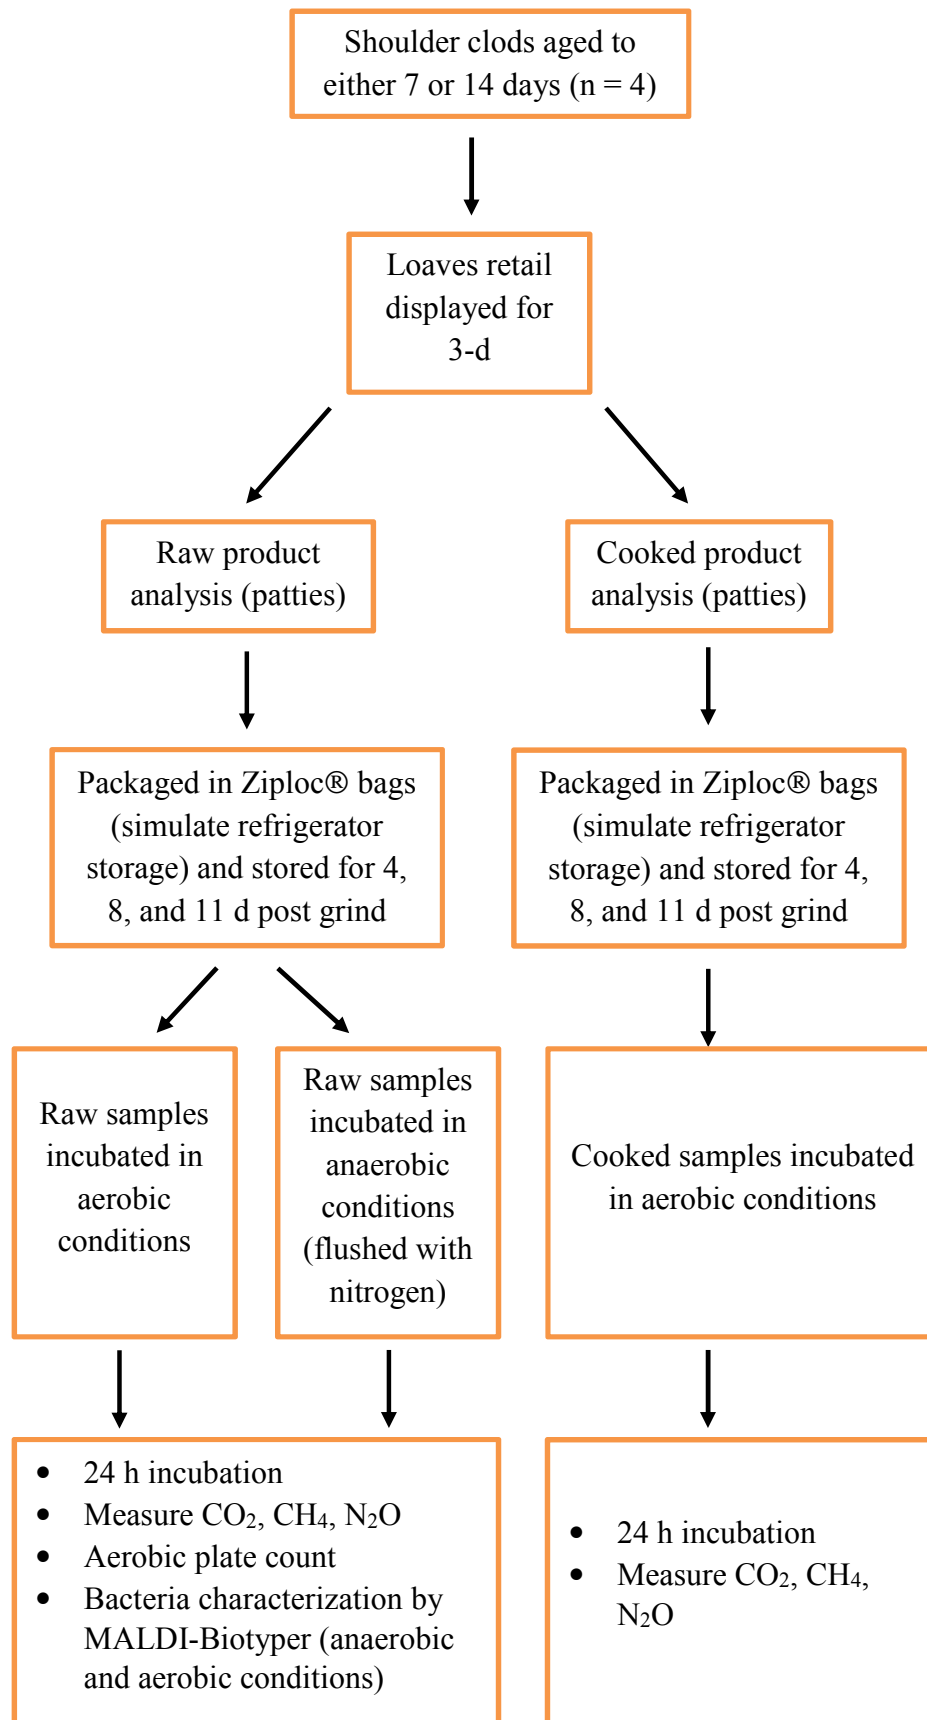 Shoulder clods aged to
either 7 or 14 days (n = 4)
Loaves retail
displayed for
3-d
Raw product
analysis (patties)
Cooked product
analysis (patties)
Packaged in Ziploc® bags
(simulate refrigerator
storage) and stored for 4,
8, and 11 d post grind
Packaged in Ziploc® bags
(simulate refrigerator
storage) and stored for 4,
8, and 11 d post grind
Raw samples
incubated in
aerobic
conditions
Raw samples
incubated in
anaerobic
conditions
(flushed with
nitrogen)
Cooked samples incubated
in aerobic conditions
• 24 h incubation
• Measure CO₂, CH₄, N₂O
• Aerobic plate count
• Bacteria characterization by
MALDI-Biotyper (anaerobic
and aerobic conditions)
• 24 h incubation
• Measure CO₂, CH₄,
N₂O